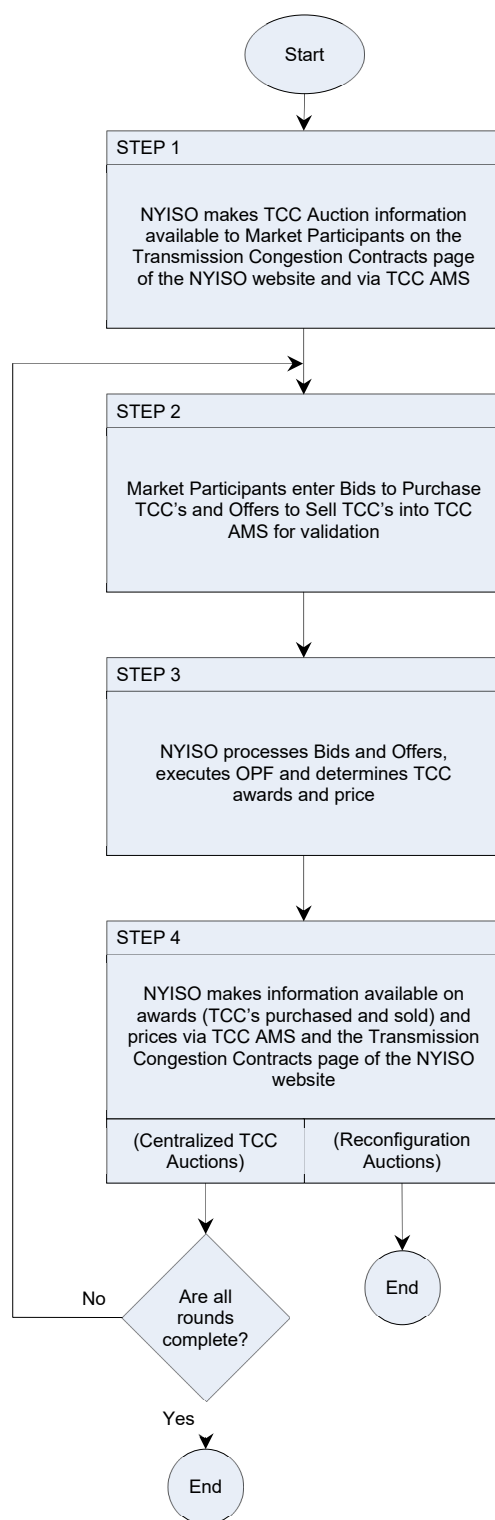 Start
STEP 1
NYISO makes TCC Auction information
available to Market Participants on the
Transmission Congestion Contracts page
of the NYISO website and via TCC AMS
STEP 2
Market Participants enter Bids to Purchase
TCC's and Offers to Sell TCC's into TCC
AMS for validation
STEP 3
NYISO processes Bids and Offers,
executes OPF and determines TCC
awards and price
STEP 4
NYISO makes information available on
awards (TCC's purchased and sold) and
prices via TCC AMS and the Transmission
Congestion Contracts page of the NYISO
website
(Centralized TCC
Auctions)
(Reconfiguration
Auctions)
End
No
Are all
rounds
complete?
Yes
End